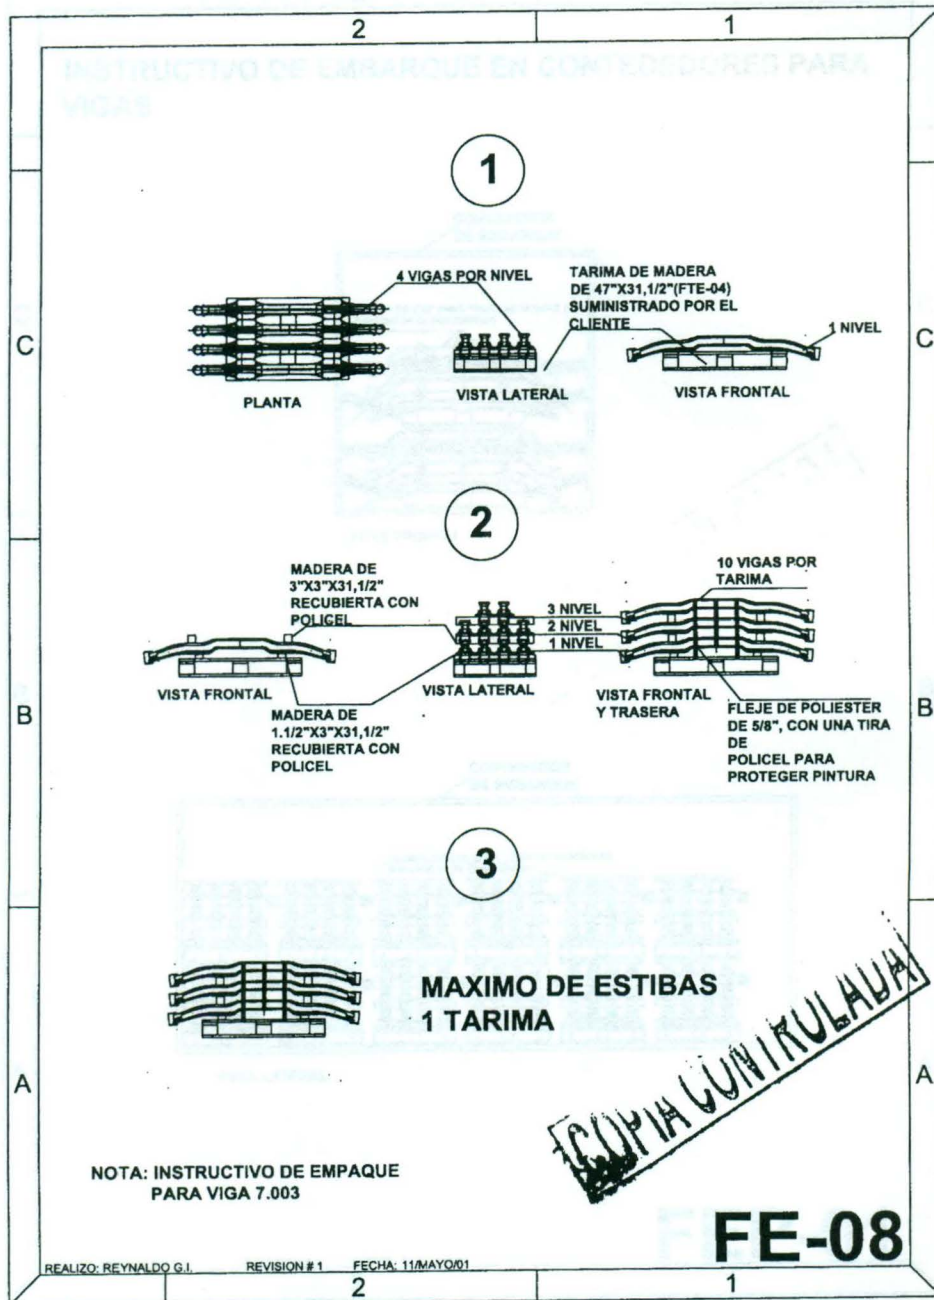 2
1
INSTRUCTIVO DE EMBARQUE EN CONTENEDORES PARA
VIGAS
1
4 VIGAS POR NIVEL
TARIMA DE MADERA
DE 47"X31,1/2"(FTE-04)
SUMINISTRADO POR EL
CLIENTE
1 NIVEL
C
C
PLANTA
VISTA LATERAL
VISTA FRONTAL
2
MADERA DE
3"X3"X31,1/2"
RECUBIERTA CON
POLICEL
10 VIGAS POR
TARIMA
3 NIVEL
2 NIVEL
1 NIVEL
VISTA FRONTAL
VISTA LATERAL
VISTA FRONTAL
Y TRASERA
B
B
MADERA DE
1.1/2"X3"X31,1/2"
RECUBIERTA CON
POLICEL
FLEJE DE POLIESTER
DE 5/8", CON UNA TIRA
DE
POLICEL PARA
PROTEGER PINTURA
3
MAXIMO DE ESTIBAS
1 TARIMA
COPIA CONTROLADA
A
A
NOTA: INSTRUCTIVO DE EMPAQUE
PARA VIGA 7.003
FE-08
REALIZO: REYNALDO G.I. REVISION # 1 FECHA: 11/MAYO/01
2
1